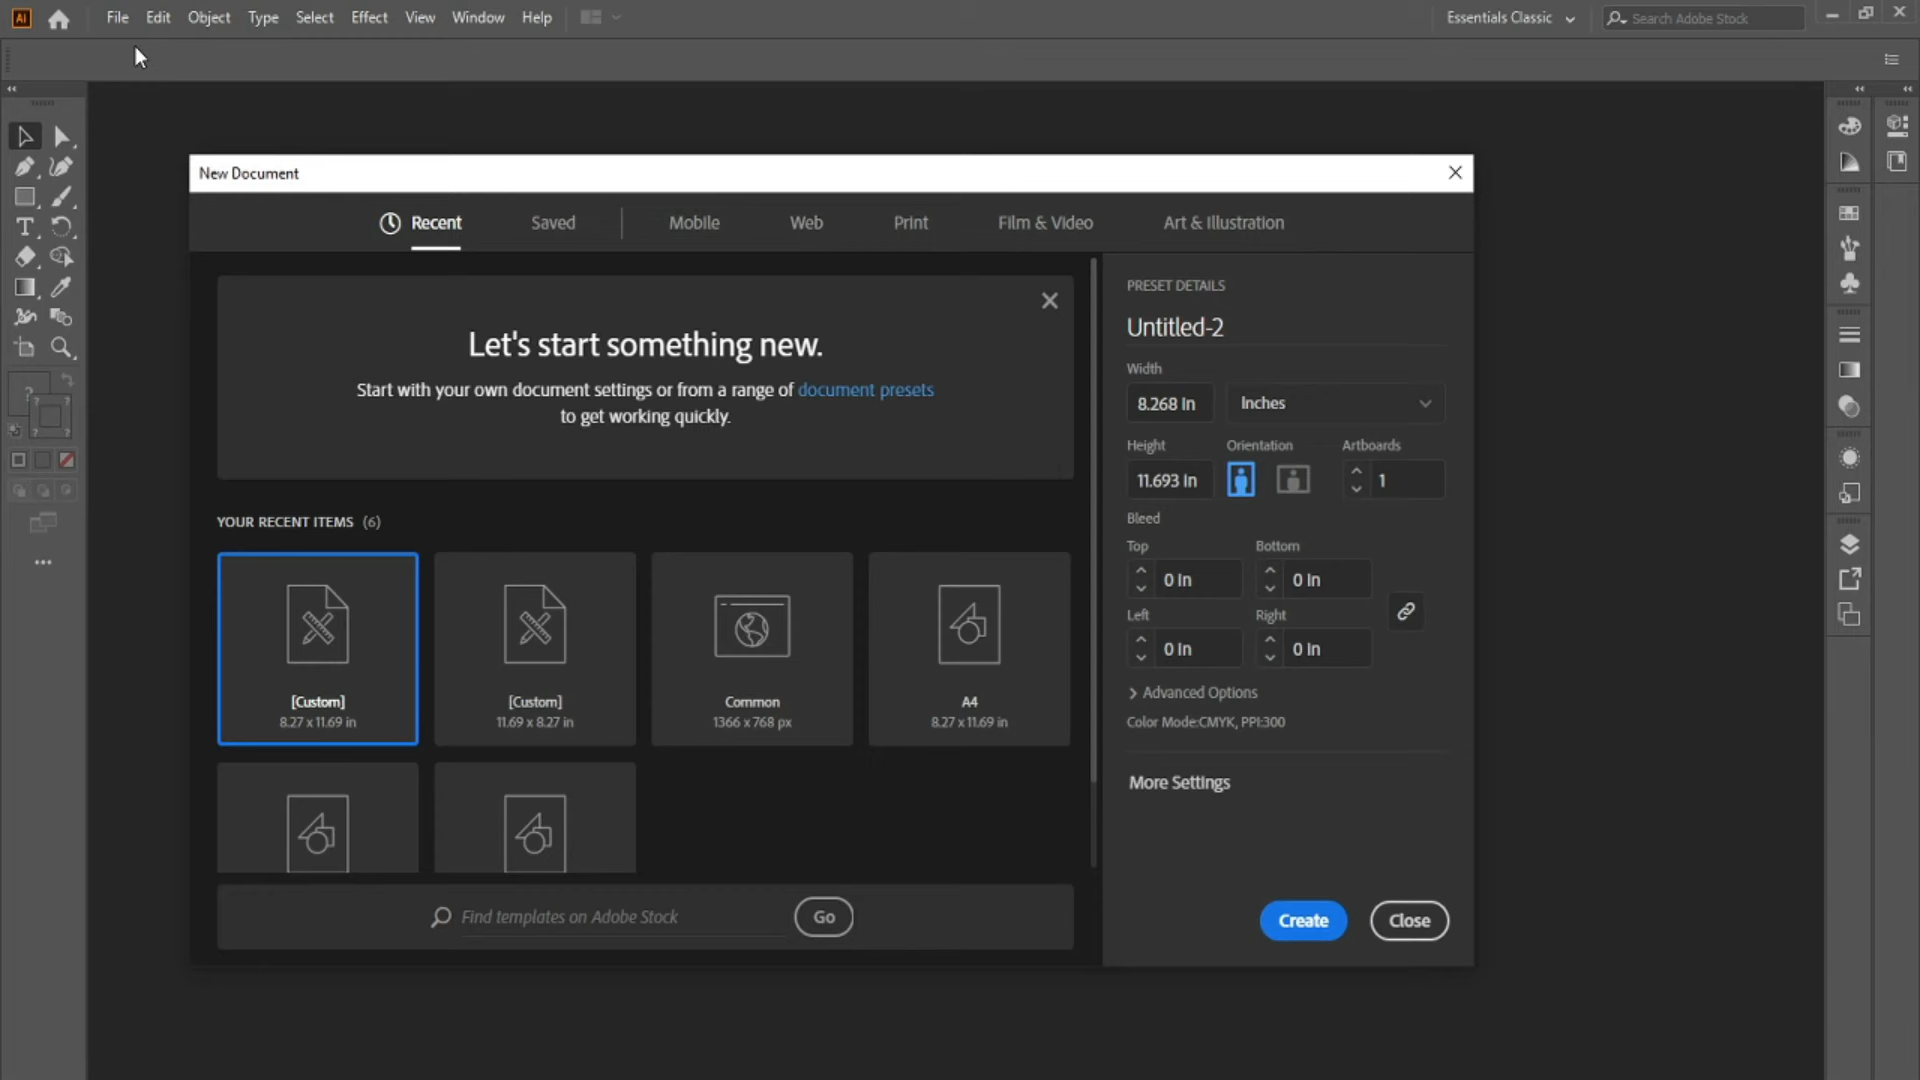 Ai File Edit Object Type Select Effect View Window Help Essentials Classic Search Adobe Stock
New Document
Recent Saved Mobile Web Print Film & Video Art & Illustration
Let's start something new.
Start with your own document settings or from a range of document presets
to get working quickly.
YOUR RECENT ITEMS (6)
[Custom]
8.27 x 11.69 in
[Custom]
11.69 x 8.27 in
Common
1366 x 768 px
A4
8.27 x 11.69 in
Find templates on Adobe Stock Go
PRESET DETAILS
Untitled-2
Width
8.268 in Inches
Height Orientation Artboards
11.693 in 1
Bleed
Top Bottom
0 in 0 in
Left Right
0 in 0 in
Advanced Options
Color Mode:CMYK, PPI:300
More Settings
Create Close